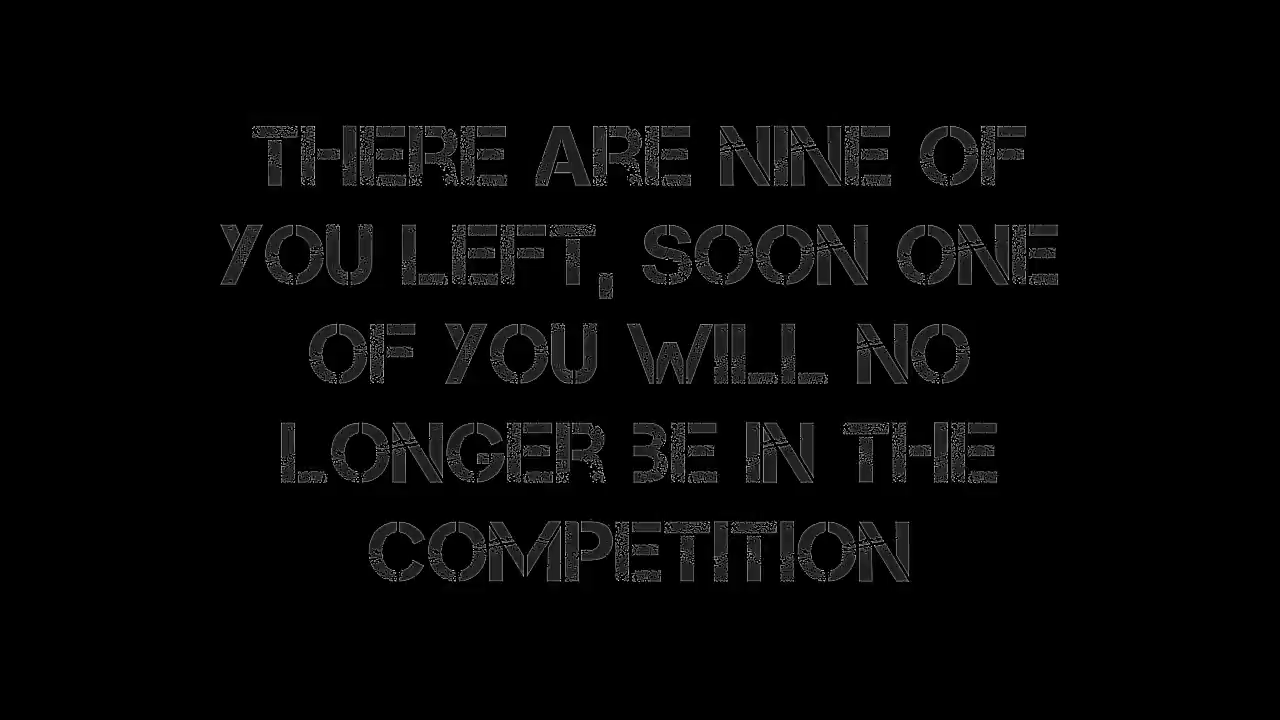 THERE ARE NINE OF
YOU LEFT, SOON ONE
OF YOU WILL NO
LONGER BE IN THE
COMPETITION